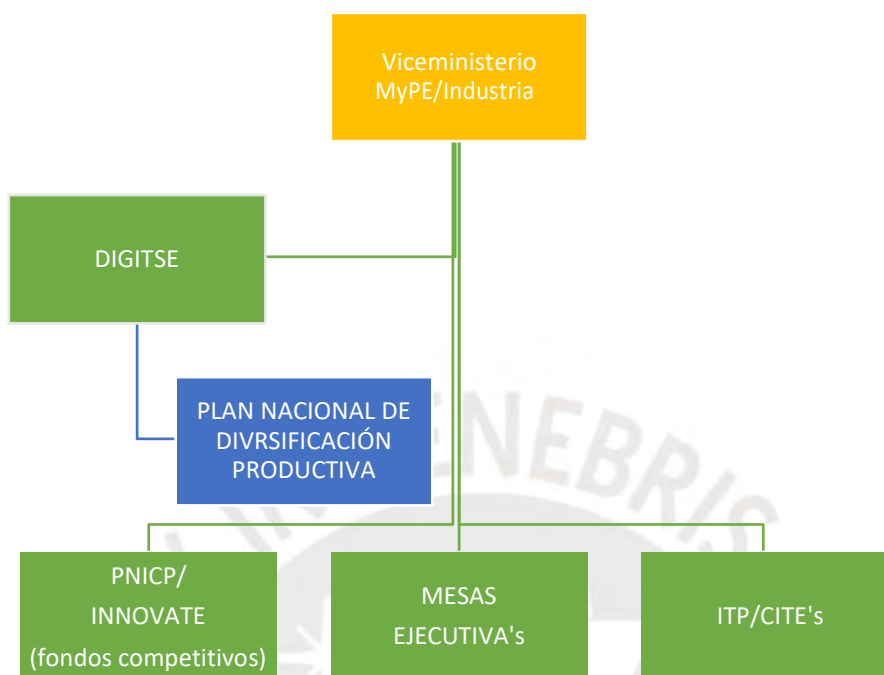 Viceministerio
MyPE/Industria
DIGITSE
PLAN NACIONAL DE
DIVRSIFICACIÓN
PRODUCTIVA
PNICP/
INNOVATE
(fondos competitivos)
MESAS
EJECUTIVA's
ITP/CITE's